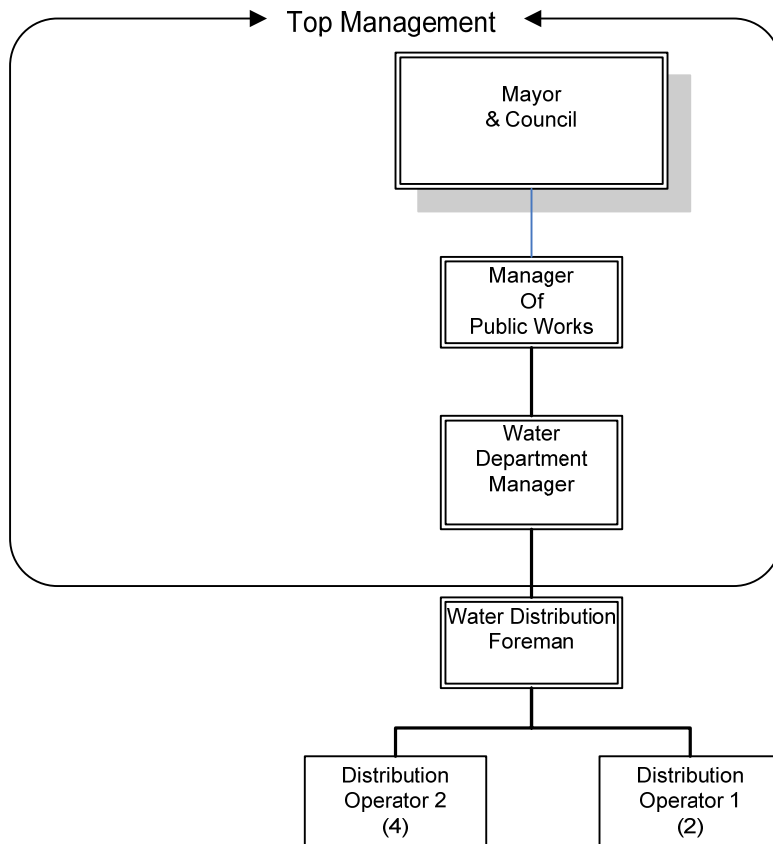 Top Management
Mayor
& Council
Manager
Of
Public Works
Water
Department
Manager
Water Distribution
Foreman
Distribution
Operator 2
(4)
Distribution
Operator 1
(2)